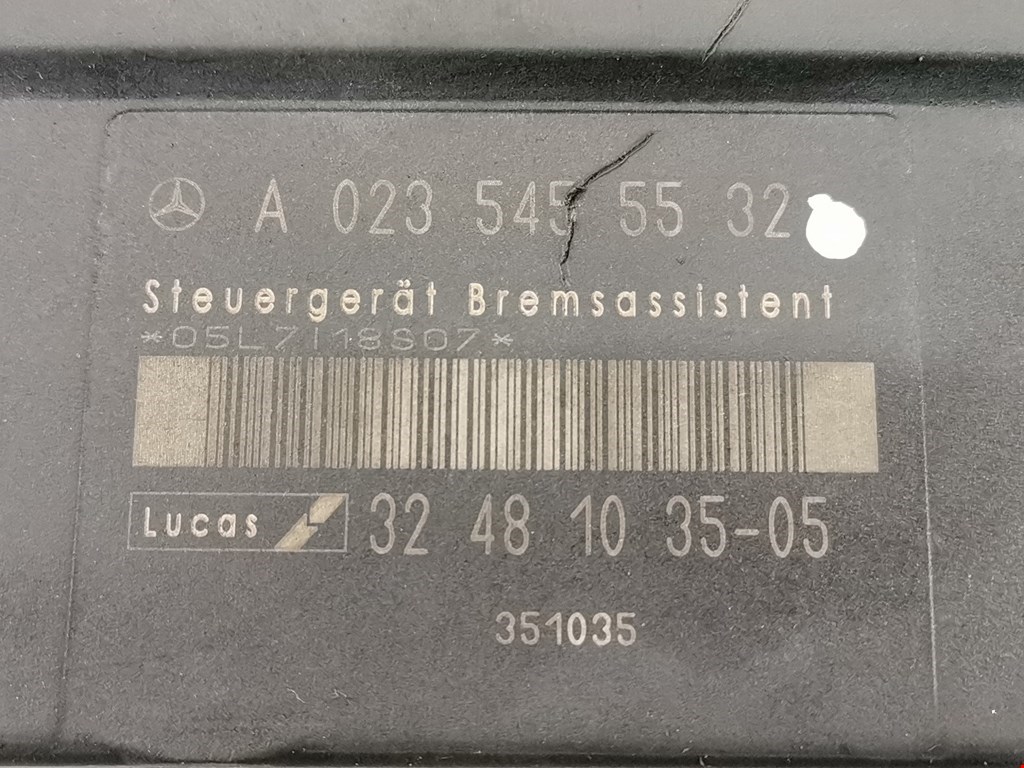 A 023 545 55 32
Steuergerät Bremsassistent
*05L7118S07*
Lucas 32 48 10 35-05
351035